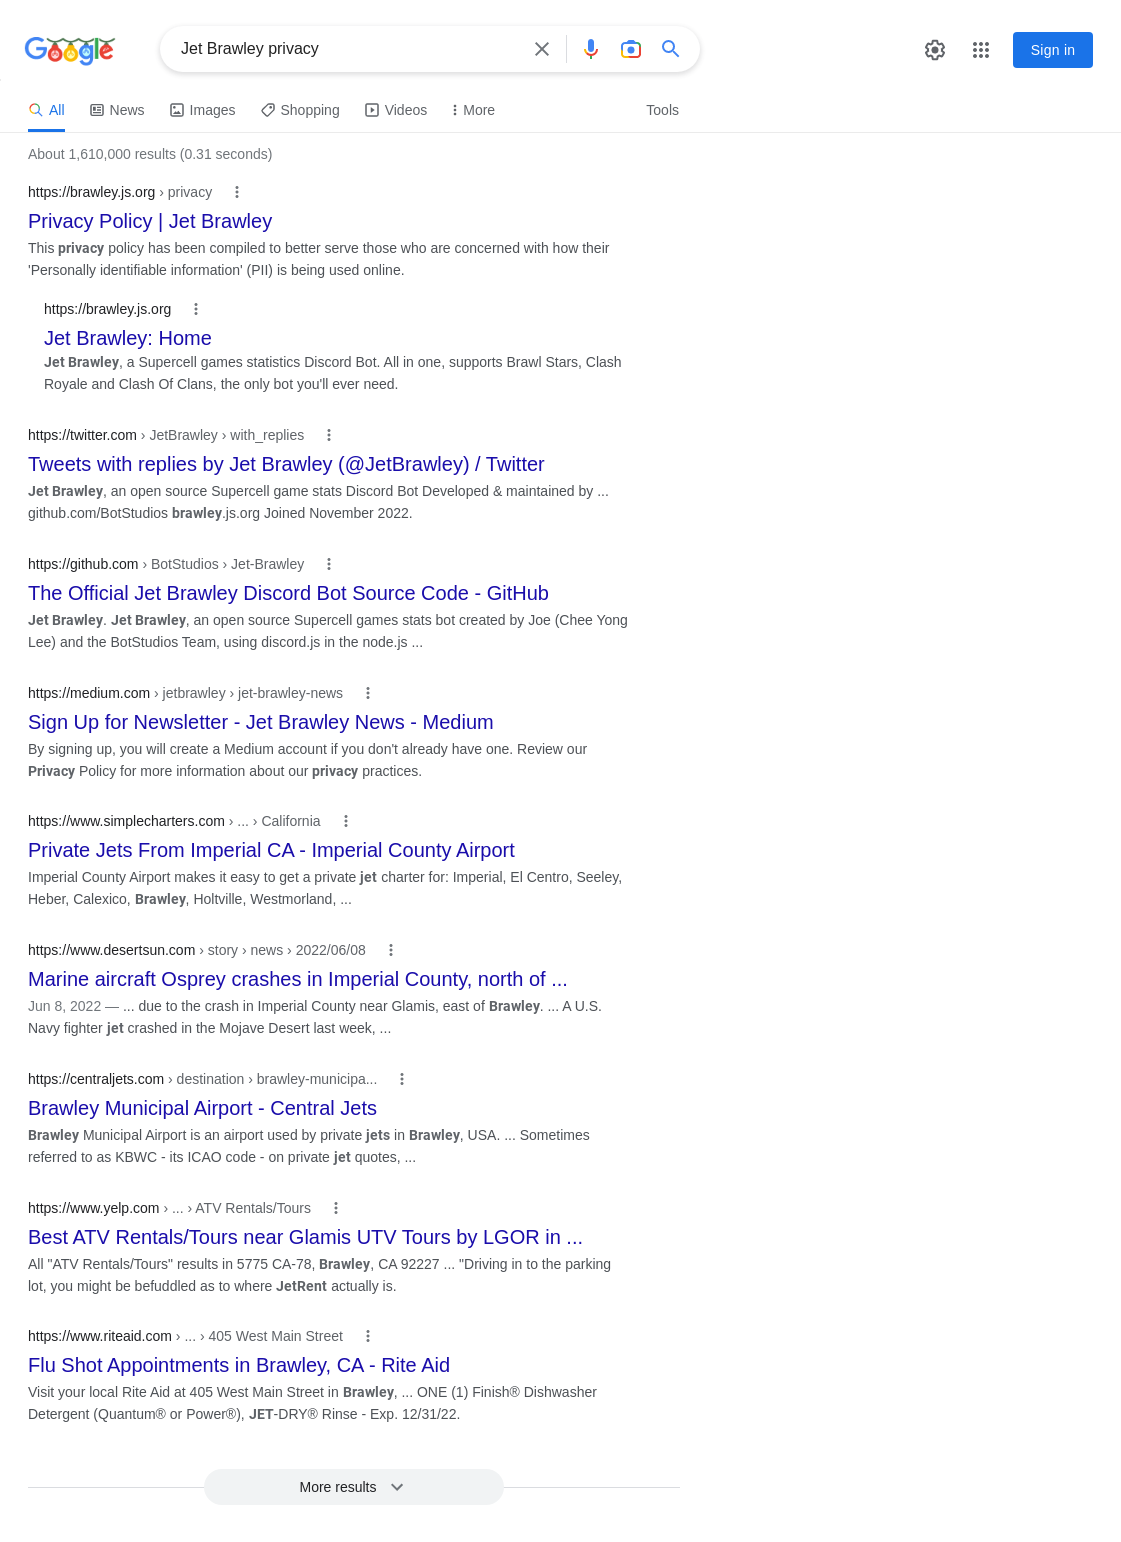 Google
Jet Brawley privacy
Sign in
All News Images Shopping Videos More Tools
About 1,610,000 results (0.31 seconds)
https://brawley.js.org › privacy
Privacy Policy | Jet Brawley
This privacy policy has been compiled to better serve those who are concerned with how their
'Personally identifiable information' (PII) is being used online.
https://brawley.js.org
Jet Brawley: Home
Jet Brawley, a Supercell games statistics Discord Bot. All in one, supports Brawl Stars, Clash
Royale and Clash Of Clans, the only bot you'll ever need.
https://twitter.com › JetBrawley › with_replies
Tweets with replies by Jet Brawley (@JetBrawley) / Twitter
Jet Brawley, an open source Supercell game stats Discord Bot Developed & maintained by ...
github.com/BotStudios brawley.js.org Joined November 2022.
https://github.com › BotStudios › Jet-Brawley
The Official Jet Brawley Discord Bot Source Code - GitHub
Jet Brawley. Jet Brawley, an open source Supercell games stats bot created by Joe (Chee Yong
Lee) and the BotStudios Team, using discord.js in the node.js ...
https://medium.com › jetbrawley › jet-brawley-news
Sign Up for Newsletter - Jet Brawley News - Medium
By signing up, you will create a Medium account if you don't already have one. Review our
Privacy Policy for more information about our privacy practices.
https://www.simplecharters.com › ... › California
Private Jets From Imperial CA - Imperial County Airport
Imperial County Airport makes it easy to get a private jet charter for: Imperial, El Centro, Seeley,
Heber, Calexico, Brawley, Holtville, Westmorland, ...
https://www.desertsun.com › story › news › 2022/06/08
Marine aircraft Osprey crashes in Imperial County, north of ...
Jun 8, 2022 — ... due to the crash in Imperial County near Glamis, east of Brawley. ... A U.S.
Navy fighter jet crashed in the Mojave Desert last week, ...
https://centraljets.com › destination › brawley-municipa...
Brawley Municipal Airport - Central Jets
Brawley Municipal Airport is an airport used by private jets in Brawley, USA. ... Sometimes
referred to as KBWC - its ICAO code - on private jet quotes, ...
https://www.yelp.com › ... › ATV Rentals/Tours
Best ATV Rentals/Tours near Glamis UTV Tours by LGOR in ...
All "ATV Rentals/Tours" results in 5775 CA-78, Brawley, CA 92227 ... "Driving in to the parking
lot, you might be befuddled as to where JetRent actually is.
https://www.riteaid.com › ... › 405 West Main Street
Flu Shot Appointments in Brawley, CA - Rite Aid
Visit your local Rite Aid at 405 West Main Street in Brawley, ... ONE (1) Finish® Dishwasher
Detergent (Quantum® or Power®), JET-DRY® Rinse - Exp. 12/31/22.
More results